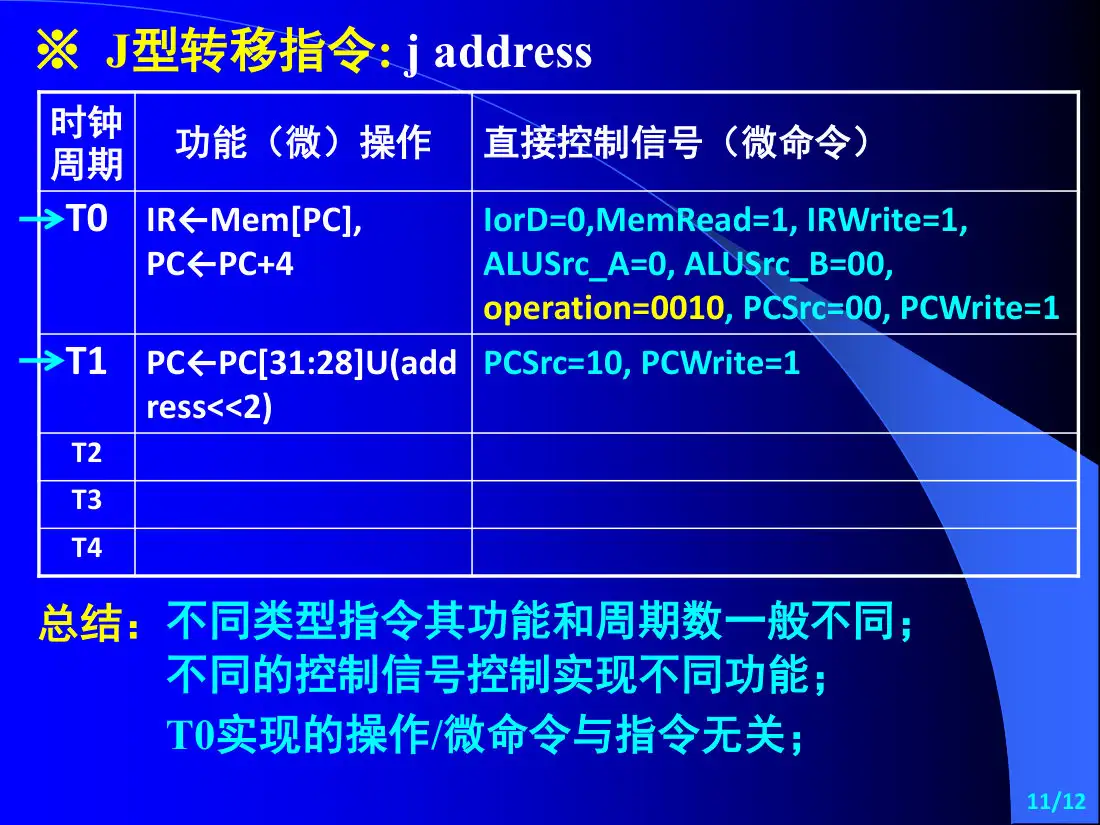 ※ J型转移指令: j address
时钟
周期
功能（微）操作
直接控制信号（微命令）
T0
IR←Mem[PC],
PC←PC+4
IorD=0,MemRead=1, IRWrite=1,
ALUSrc_A=0, ALUSrc_B=00,
operation=0010, PCSrc=00, PCWrite=1
T1
PC←PC[31:28]U(add
ress<<2)
PCSrc=10, PCWrite=1
T2
T3
T4
总结：不同类型指令其功能和周期数一般不同；
不同的控制信号控制实现不同功能；
T0实现的操作/微命令与指令无关；
11/12